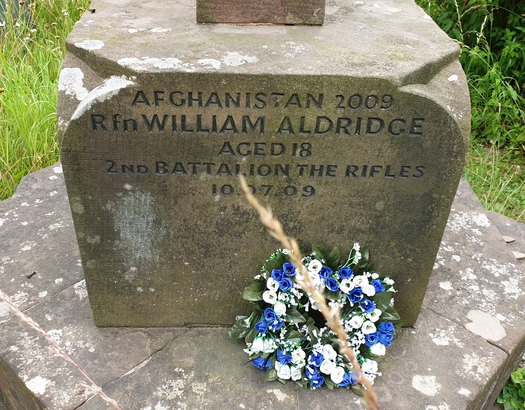 AFGHANISTAN 2009
Rfn WILLIAM ALDRIDGE
AGED 18
2ND BATTALION THE RIFLES
10.07.09